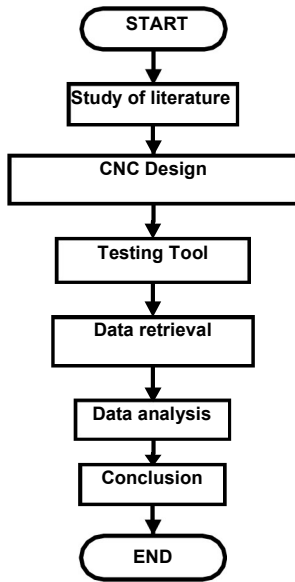 START
Study of literature
CNC Design
Testing Tool
Data retrieval
Data analysis
Conclusion
END